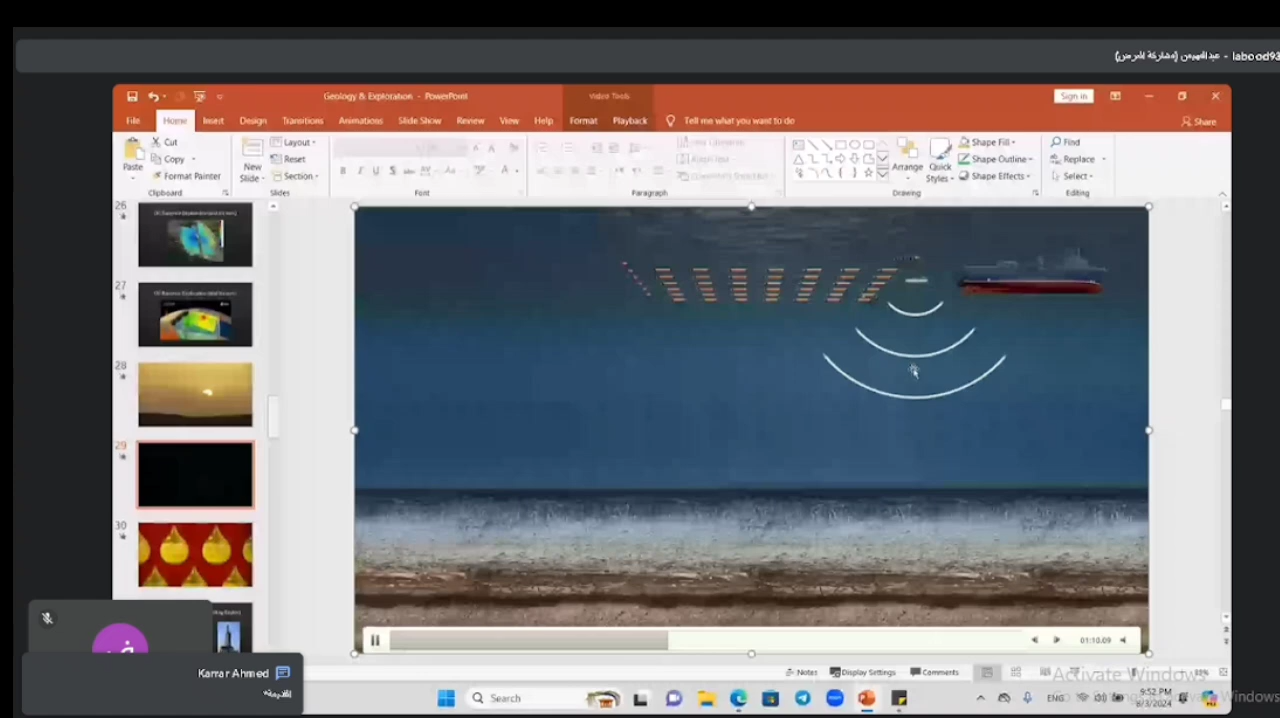 labood93 - عبدالمهيمن (مشاركة العرض)
Geology & Exploration - PowerPoint
Video Tools
Sign in
File Home Insert Design Transitions Animations Slide Show Review View Help Format Playback Tell me what you want to do
Share
Paste
Cut
Copy
Format Painter
New Slide
Layout
Reset
Section
Arrange
Quick Styles
Shape Fill
Shape Outline
Shape Effects
Find
Replace
Select
Clipboard Slides Font Paragraph Drawing Editing
26
27
28
29
30
01:10.09
Notes Display Settings Comments
Karrar Ahmed
Activate Windows
Search
ENG
9:52 PM
8/3/2024